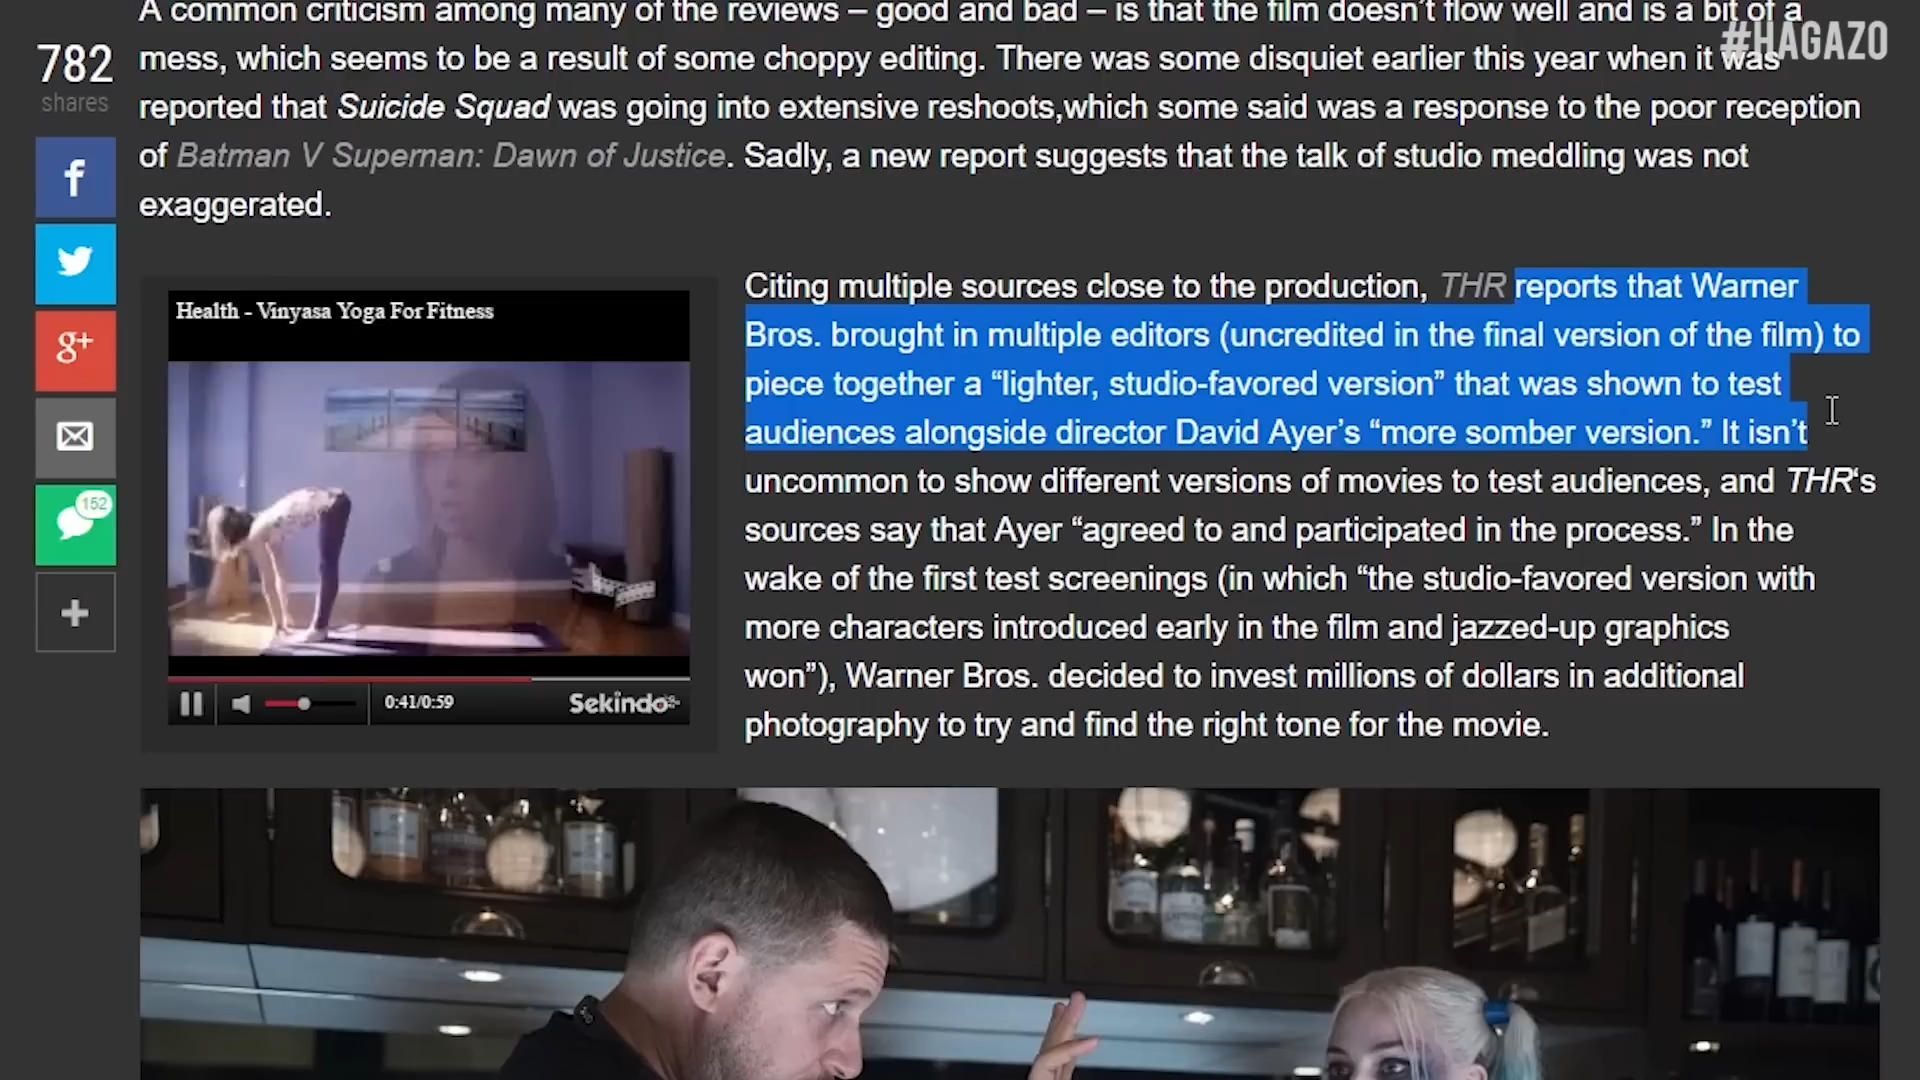 A common criticism among many of the reviews – good and bad – is that the film doesn't flow well and is a bit of a
#HAGAZO
782
shares
mess, which seems to be a result of some choppy editing. There was some disquiet earlier this year when it was
reported that Suicide Squad was going into extensive reshoots,which some said was a response to the poor reception
of Batman V Superman: Dawn of Justice. Sadly, a new report suggests that the talk of studio meddling was not
exaggerated.
f
g+
152
+
Health - Vinyasa Yoga For Fitness
0:41/0:59
Sekindo
Citing multiple sources close to the production, THR reports that Warner
Bros. brought in multiple editors (uncredited in the final version of the film) to
piece together a “lighter, studio-favored version” that was shown to test
audiences alongside director David Ayer’s “more somber version.” It isn’t
uncommon to show different versions of movies to test audiences, and THR‘s
sources say that Ayer “agreed to and participated in the process.” In the
wake of the first test screenings (in which “the studio-favored version with
more characters introduced early in the film and jazzed-up graphics
won”), Warner Bros. decided to invest millions of dollars in additional
photography to try and find the right tone for the movie.